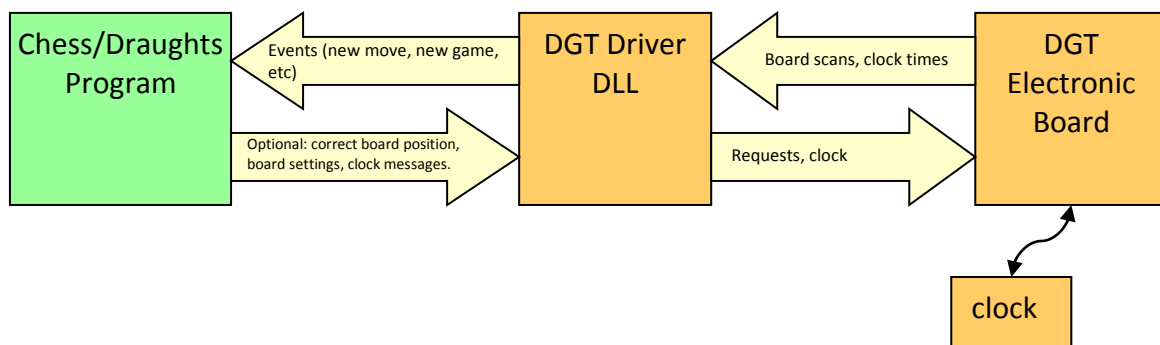 Chess/Draughts
Program
Events (new move, new game,
etc)
Optional: correct board position,
board settings, clock messages.
DGT Driver
DLL
Board scans, clock times
Requests, clock
DGT
Electronic
Board
clock